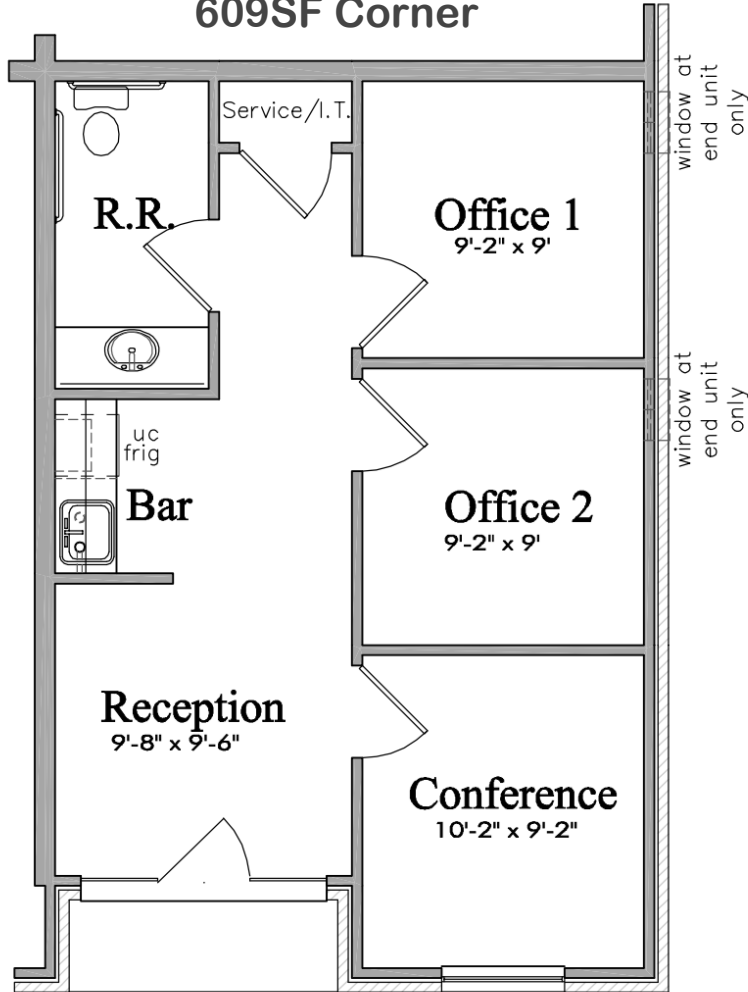 609SF Corner
window at
end unit
only
Service/I.T.
R.R.
Office 1
9'-2" x 9'
window at
end unit
only
uc
frig
Bar
Office 2
9'-2" x 9'
Reception
9'-8" x 9'-6"
Conference
10'-2" x 9'-2"